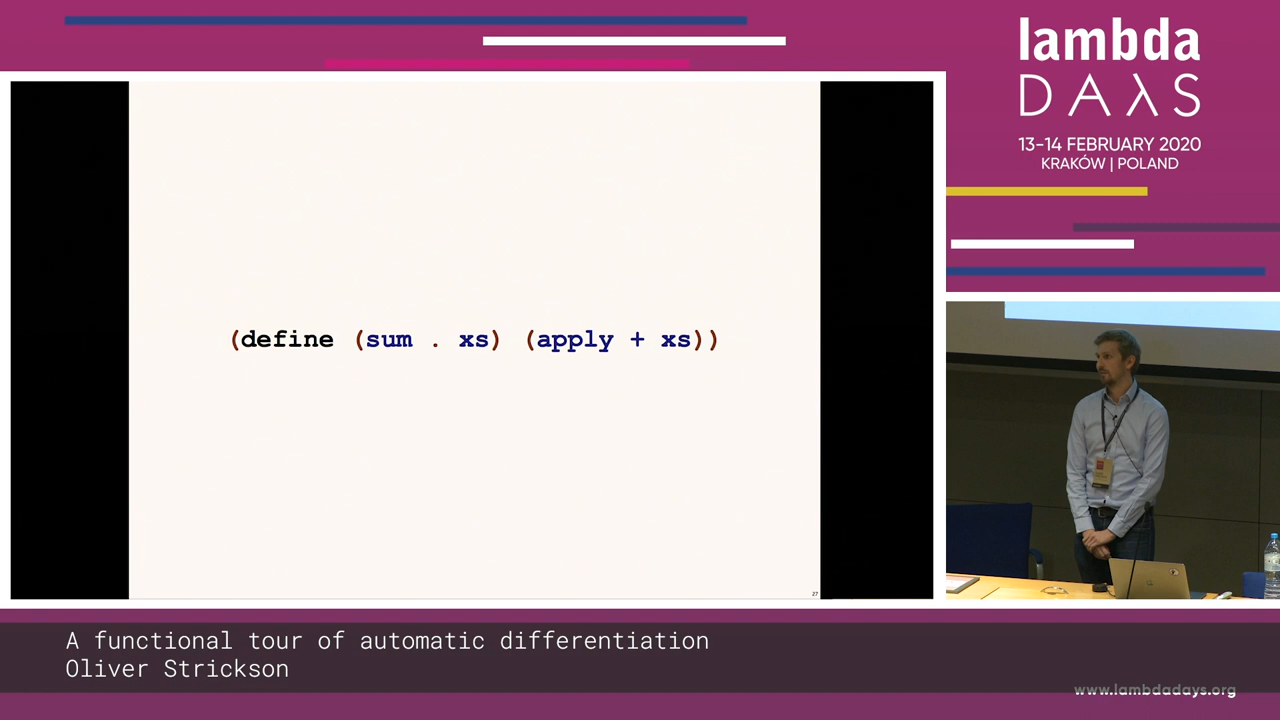 lambda
DAλS
13–14 FEBRUARY 2020
KRAKÓW | POLAND
(define (sum . xs) (apply + xs))
27
A functional tour of automatic differentiation
Oliver Strickson
www.lambdadays.org